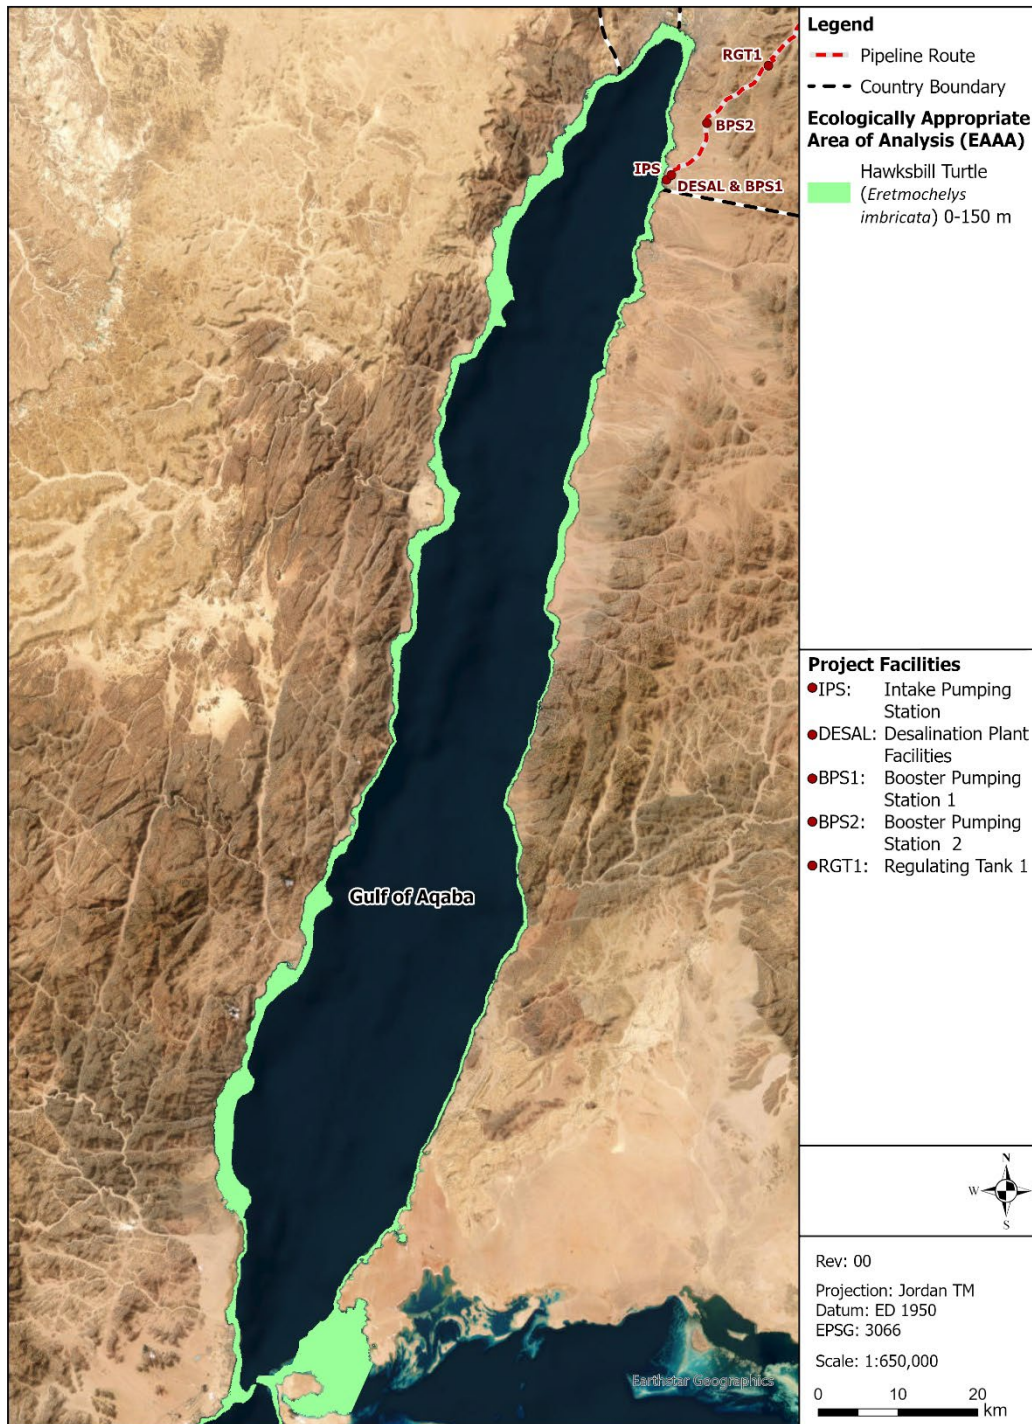 RGT1
BPS2
IPS
DESAL & BPS1
Gulf of Aqaba
Earthstar Geographics
Legend
Pipeline Route
Country Boundary
Ecologically Appropriate
Area of Analysis (EAAA)
Hawksbill Turtle
(Eretmochelys
imbricata) 0-150 m
Project Facilities
IPS: Intake Pumping
Station
DESAL: Desalination Plant
Facilities
BPS1: Booster Pumping
Station 1
BPS2: Booster Pumping
Station 2
RGT1: Regulating Tank 1
N
W E
S
Rev: 00
Projection: Jordan TM
Datum: ED 1950
EPSG: 3066
Scale: 1:650,000
0 10 20
km